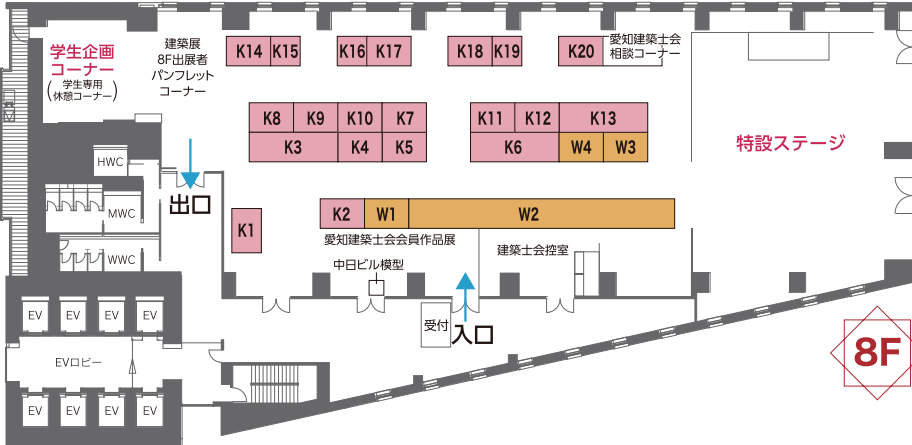 学生企画
コーナー
(学生専用
休憩コーナー)
建築展
8F出展者
パンフレット
コーナー
K14 K15
K16 K17
K18 K19
K20
愛知建築士会
相談コーナー
K8 K9 K10 K7
K3 K4 K5
K11 K12 K13
K6 W4 W3
特設ステージ
HWC
MWC
WWC
出口
K1
K2 W1 W2
愛知建築士会会員作品展
建築士会控室
中日ビル模型
受付
入口
EV EV EV EV
EVロビー
EV EV EV EV
8F